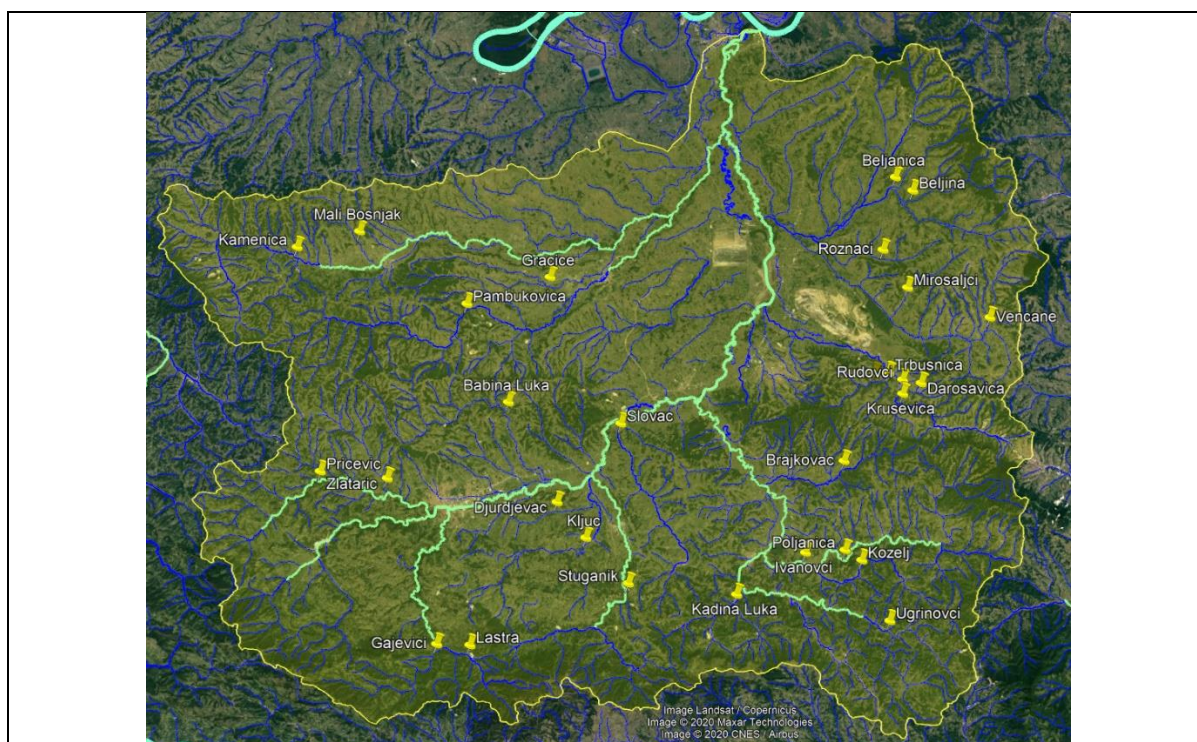 Beljanica
Beljina
Mali Bosnjak
Kamenica
Roznaci
Gracice
Mirosaljci
Pambukovica
Vencane
Trbusnica
Rudovci
Darosavica
Babina Luka
Krusevica
Slovac
Brajkovac
Pricevic
Zlataric
Djurdjevac
Kljuc
Poljanica
Kozelj
Ivanovci
Stuganik
Kadina Luka
Ugrinovci
Gajevici
Lastra
Image Landsat / Copernicus
Image © 2020 Maxar Technologies
Image © 2020 CNES / Airbus